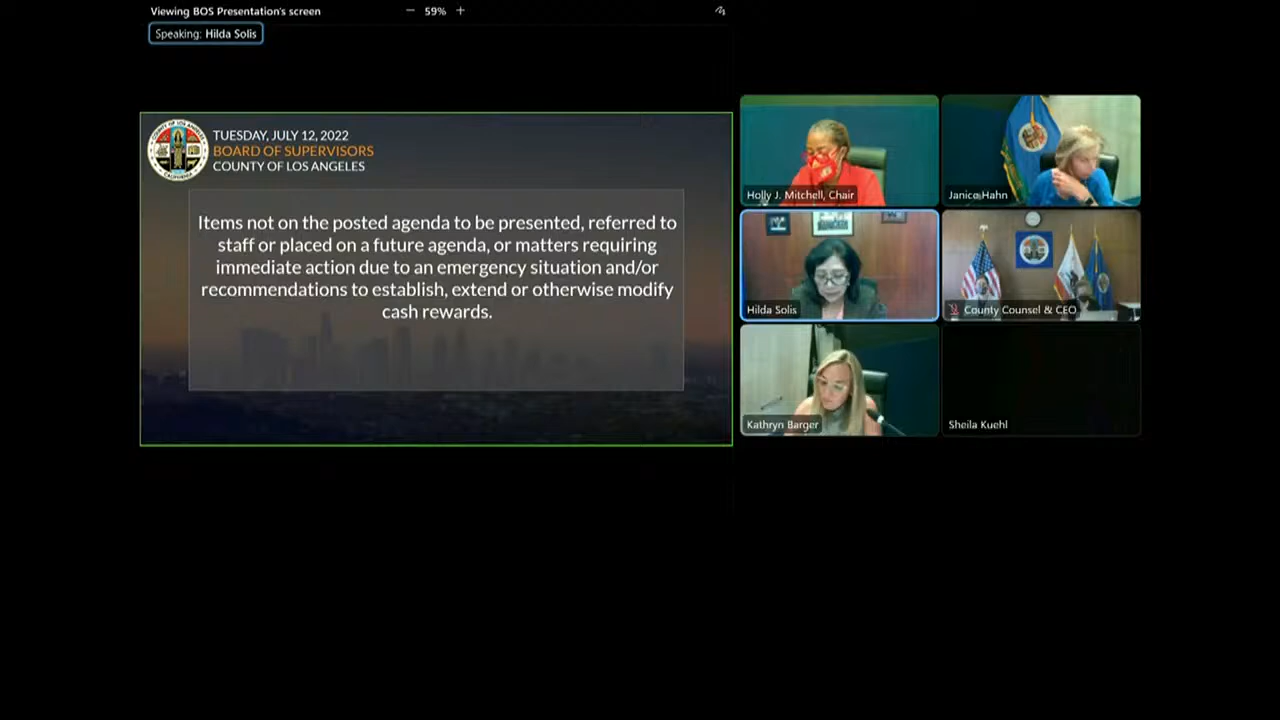 Viewing BOS Presentation's screen
59%
Speaking: Hilda Solis
TUESDAY, JULY 12, 2022
BOARD OF SUPERVISORS
COUNTY OF LOS ANGELES
Items not on the posted agenda to be presented, referred to
staff or placed on a future agenda, or matters requiring
immediate action due to an emergency situation and/or
recommendations to establish, extend or otherwise modify
cash rewards.
Holly J. Mitchell, Chair
Janice Hahn
Hilda Solis
County Counsel & CEO
Kathryn Barger
Sheila Kuehl